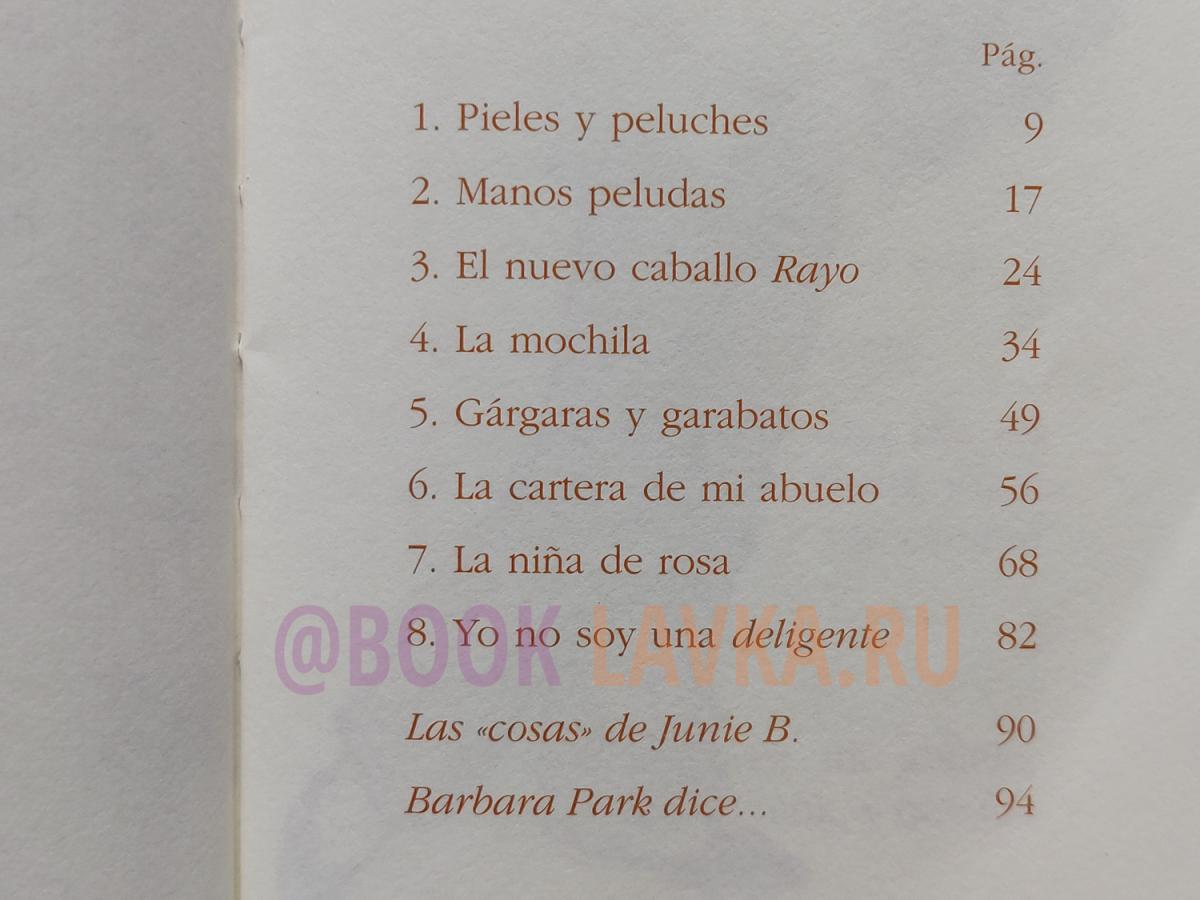 Pág.
1. Pieles y peluches 9
2. Manos peludas 17
3. El nuevo caballo Rayo 24
4. La mochila 34
5. Gárgaras y garabatos 49
6. La cartera de mi abuelo 56
7. La niña de rosa 68
8. Yo no soy una deligente 82
@BOOK LAVKA.RU
Las «cosas» de Junie B. 90
Barbara Park dice... 94